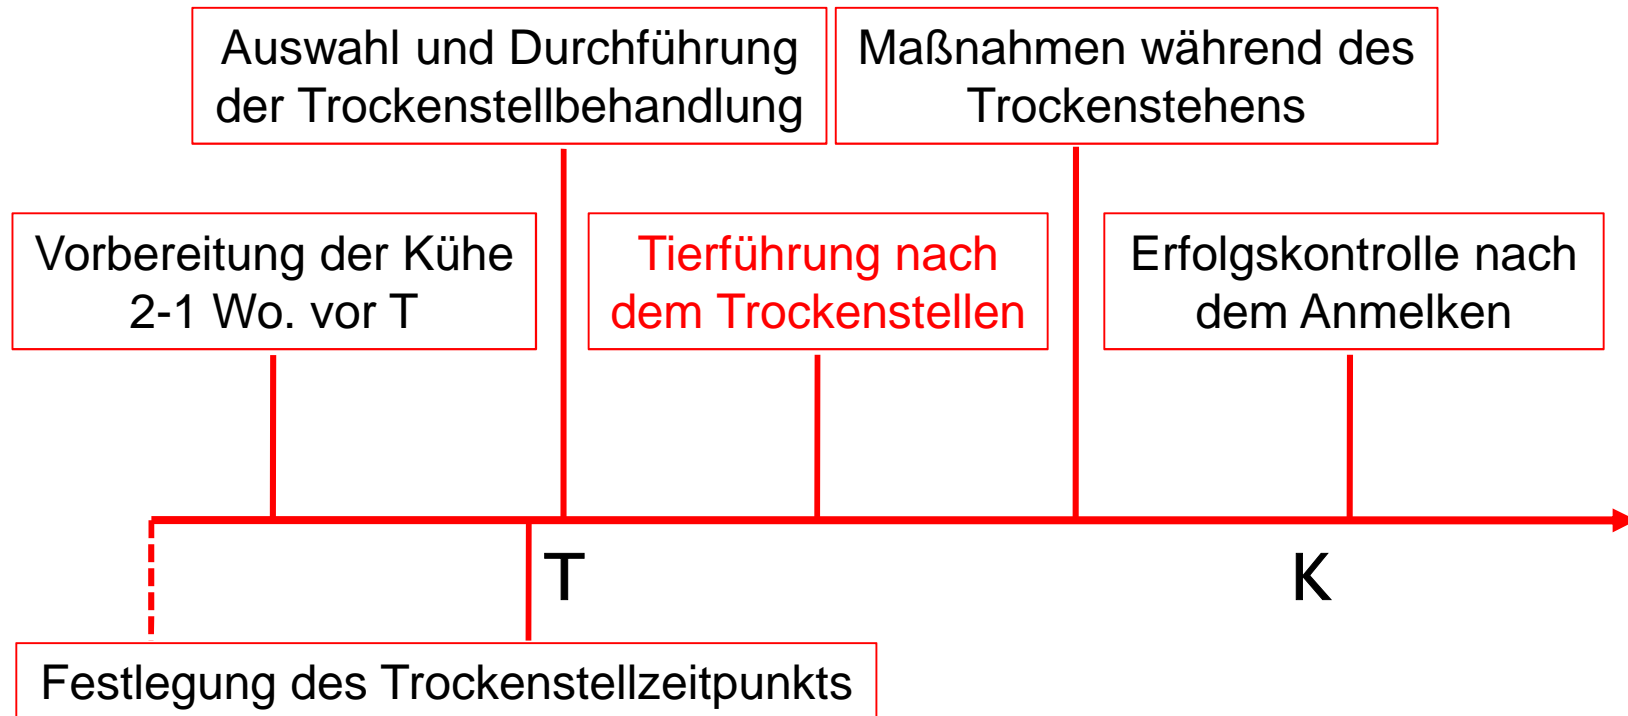 Auswahl und Durchführung
der Trockenstellbehandlung
Maßnahmen während des
Trockenstehens
Vorbereitung der Kühe
2-1 Wo. vor T
Tierführung nach
dem Trockenstellen
Erfolgskontrolle nach
dem Anmelken
T
K
Festlegung des Trockenstellzeitpunkts